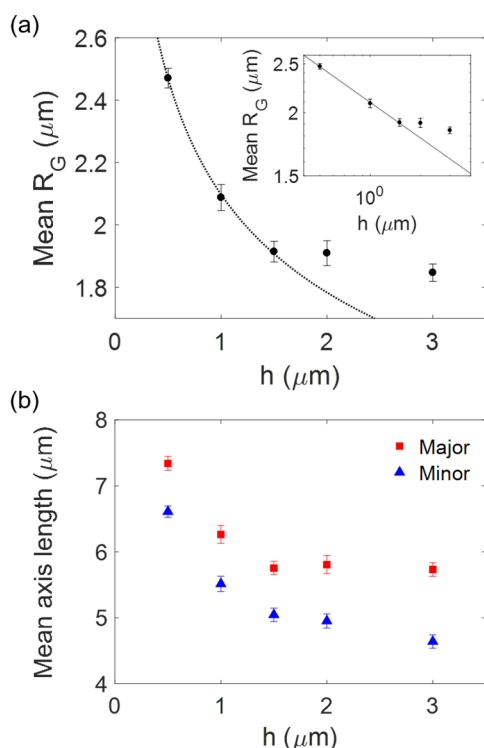 (a)
2.6
2.4
2.2
2
1.8
Mean R_G (μm)
0
1
2
3
h (μm)
2.5
2
1.5
Mean R_G (μm)
10^0
h (μm)
(b)
8
7
6
5
4
Mean axis length (μm)
Major
Minor
0
1
2
3
h (μm)